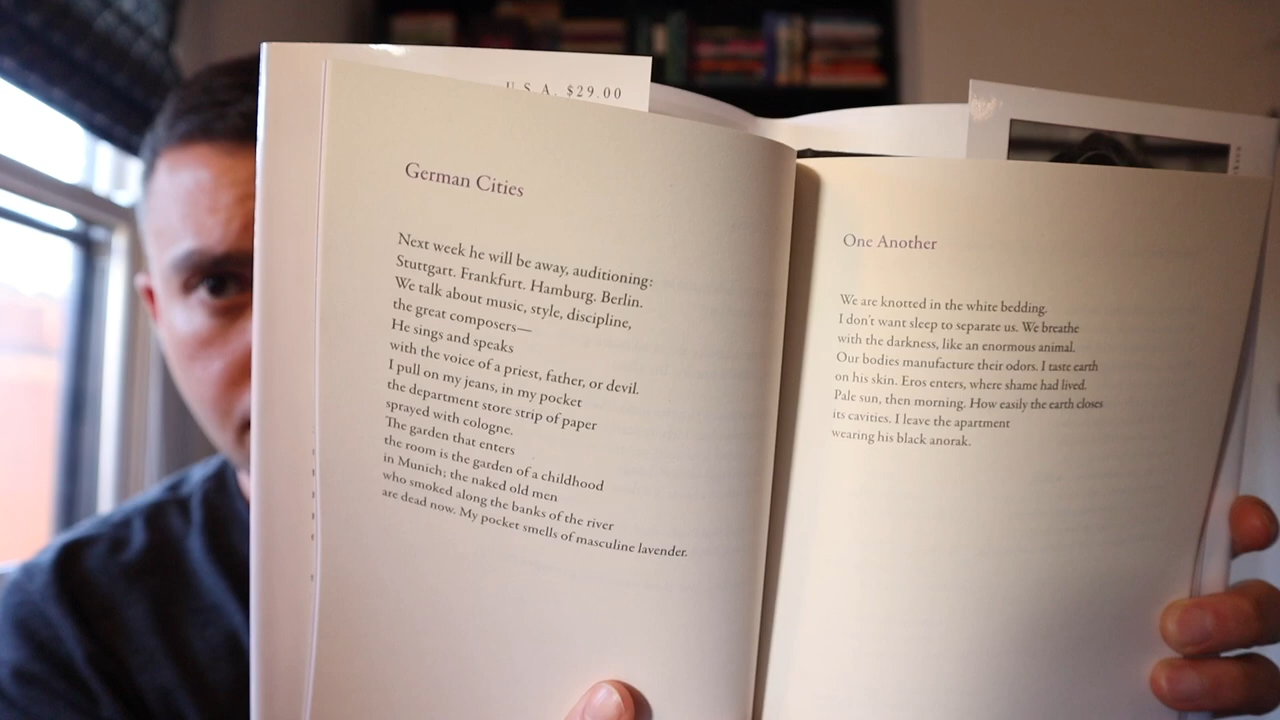 U.S.A. $29.00
German Cities
Next week he will be away, auditioning:
Stuttgart. Frankfurt. Hamburg. Berlin.
We talk about music, style, discipline,
the great composers—
He sings and speaks
with the voice of a priest, father, or devil.
I pull on my jeans, in my pocket
the department store strip of paper
sprayed with cologne.
The garden that enters
the room is the garden of a childhood
in Munich; the naked old men
who smoked along the banks of the river
are dead now. My pocket smells of masculine lavender.
One Another
We are knotted in the white bedding.
I don't want sleep to separate us. We breathe
with the darkness, like an enormous animal.
Our bodies manufacture their odors. I taste earth
on his skin. Eros enters, where shame had lived.
Pale sun, then morning. How easily the earth closes
its cavities. I leave the apartment
wearing his black anorak.